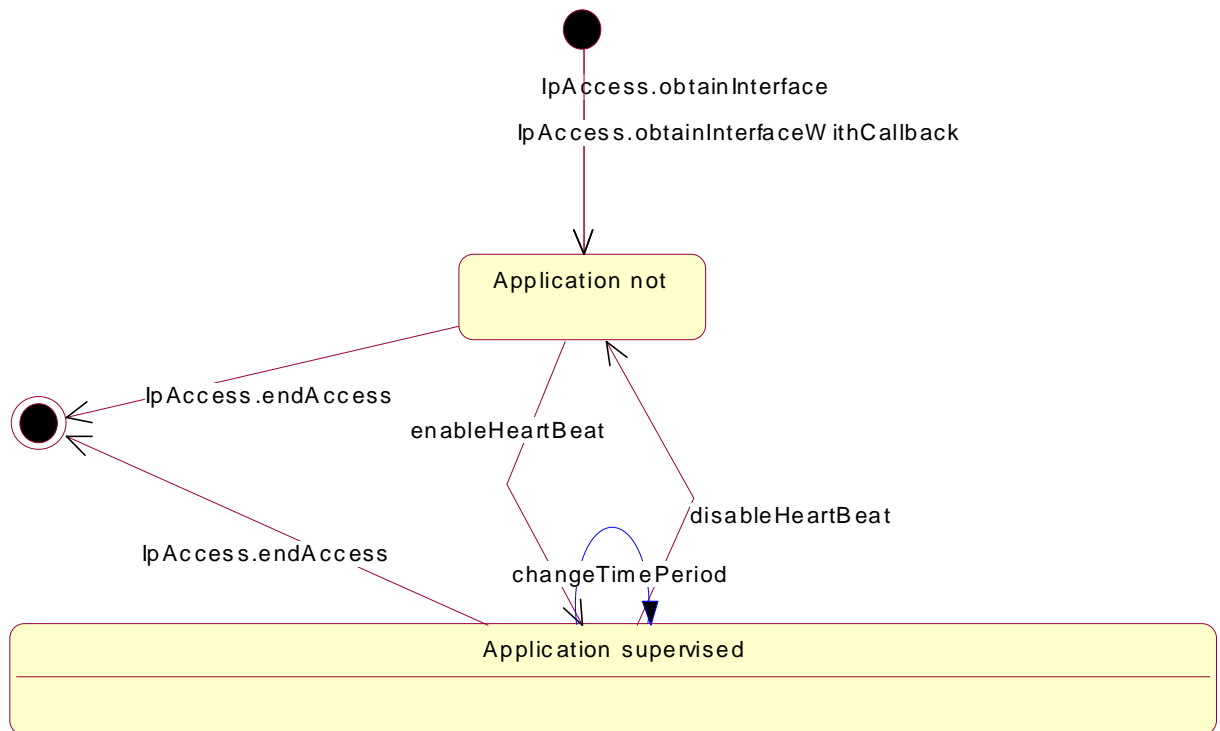 IpAccess.obtainInterface
IpAccess.obtainInterfaceWithCallback
Application not
IpAccess.endAccess
enableHeartBeat
disableHeartBeat
IpAccess.endAccess
changeTimePeriod
Application supervised